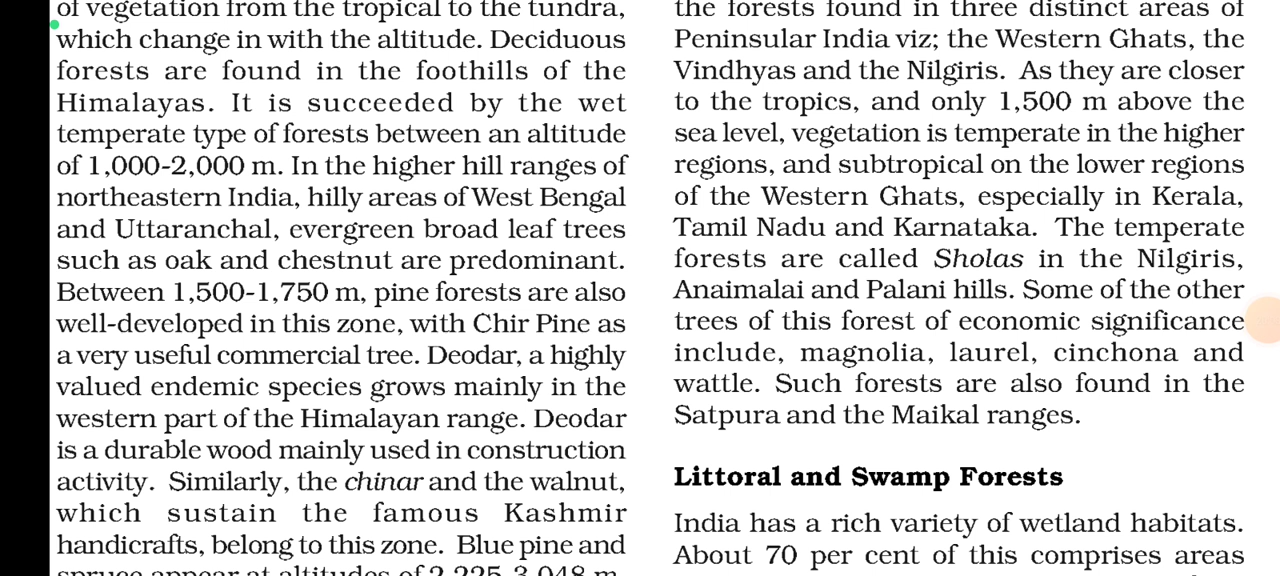 of vegetation from the tropical to the tundra,
which change in with the altitude. Deciduous
forests are found in the foothills of the
Himalayas. It is succeeded by the wet
temperate type of forests between an altitude
of 1,000-2,000 m. In the higher hill ranges of
northeastern India, hilly areas of West Bengal
and Uttaranchal, evergreen broad leaf trees
such as oak and chestnut are predominant.
Between 1,500-1,750 m, pine forests are also
well-developed in this zone, with Chir Pine as
a very useful commercial tree. Deodar, a highly
valued endemic species grows mainly in the
western part of the Himalayan range. Deodar
is a durable wood mainly used in construction
activity. Similarly, the chinar and the walnut,
which sustain the famous Kashmir
handicrafts, belong to this zone. Blue pine and
spruce appear at altitudes of 2,225-3,048 m.
the forests found in three distinct areas of
Peninsular India viz; the Western Ghats, the
Vindhyas and the Nilgiris. As they are closer
to the tropics, and only 1,500 m above the
sea level, vegetation is temperate in the higher
regions, and subtropical on the lower regions
of the Western Ghats, especially in Kerala,
Tamil Nadu and Karnataka. The temperate
forests are called Sholas in the Nilgiris,
Anaimalai and Palani hills. Some of the other
trees of this forest of economic significance
include, magnolia, laurel, cinchona and
wattle. Such forests are also found in the
Satpura and the Maikal ranges.
Littoral and Swamp Forests
India has a rich variety of wetland habitats.
About 70 per cent of this comprises areas